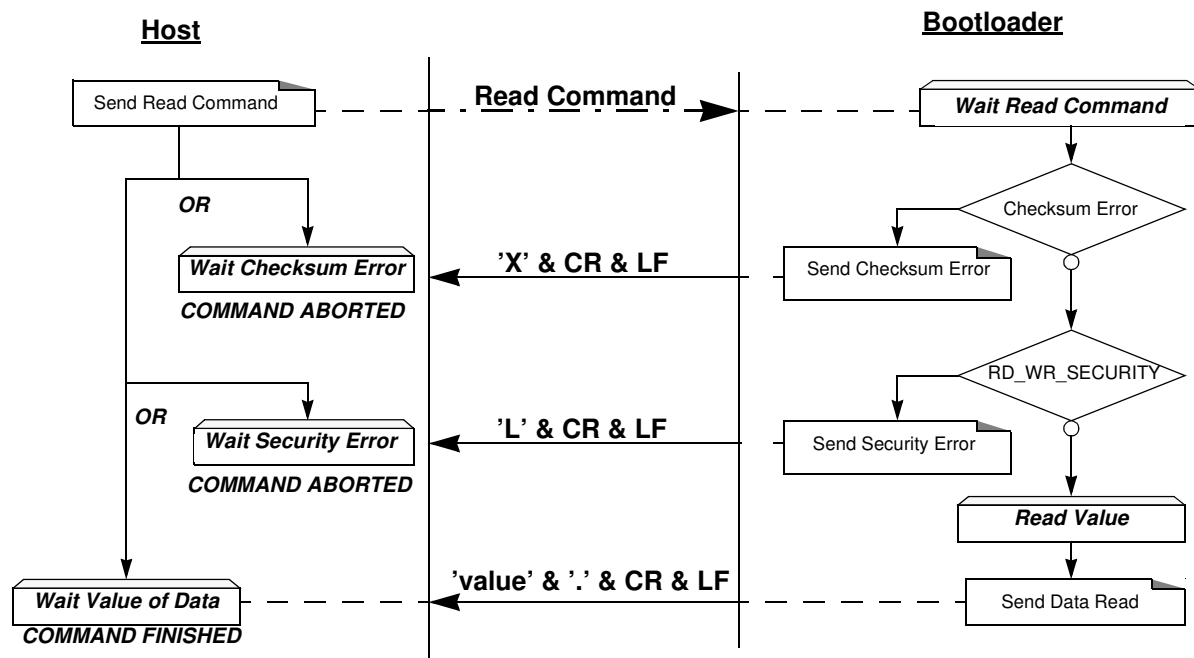 Host
Bootloader
Send Read Command
Read Command
Wait Read Command
OR
Checksum Error
Wait Checksum Error
'X' & CR & LF
Send Checksum Error
COMMAND ABORTED
RD_WR_SECURITY
OR
Wait Security Error
'L' & CR & LF
Send Security Error
COMMAND ABORTED
Read Value
Wait Value of Data
'value' & '.' & CR & LF
Send Data Read
COMMAND FINISHED